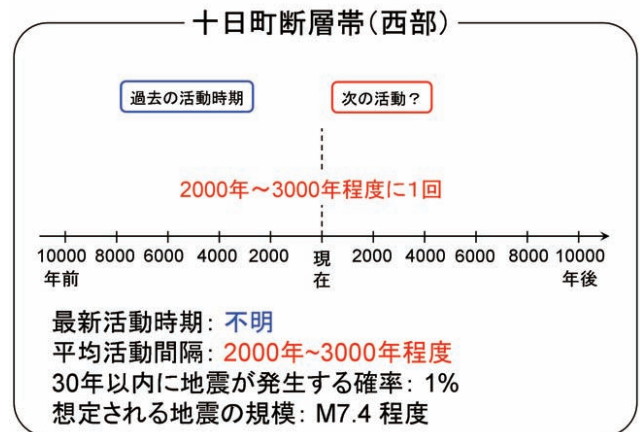 十日町断層帯（西部）
過去の活動時期
次の活動？
2000年～3000年程度に1回
10000 8000 6000 4000 2000 現在 2000 4000 6000 8000 10000
年前 年後
最新活動時期： 不明
平均活動間隔： 2000年~3000年程度
30年以内に地震が発生する確率： 1%
想定される地震の規模： M7.4 程度